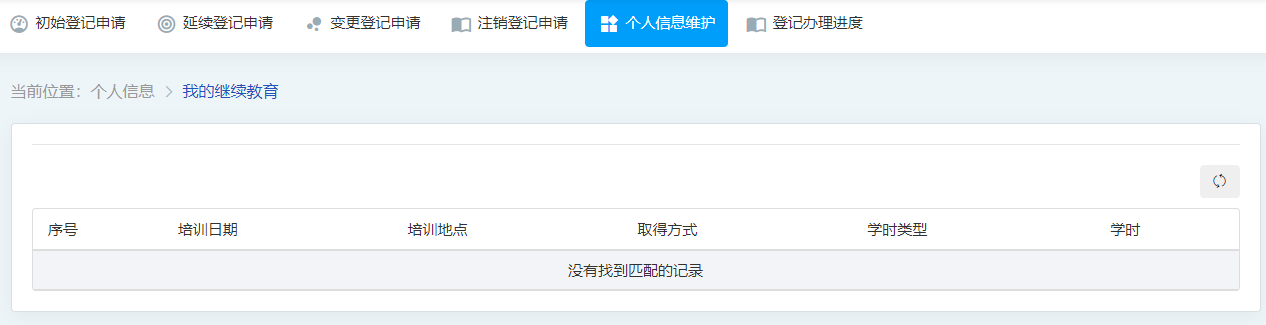 初始登记申请 延续登记申请 变更登记申请 注销登记申请 个人信息维护 登记办理进度
当前位置：个人信息 > 我的继续教育
序号 培训日期 培训地点 取得方式 学时类型 学时
没有找到匹配的记录